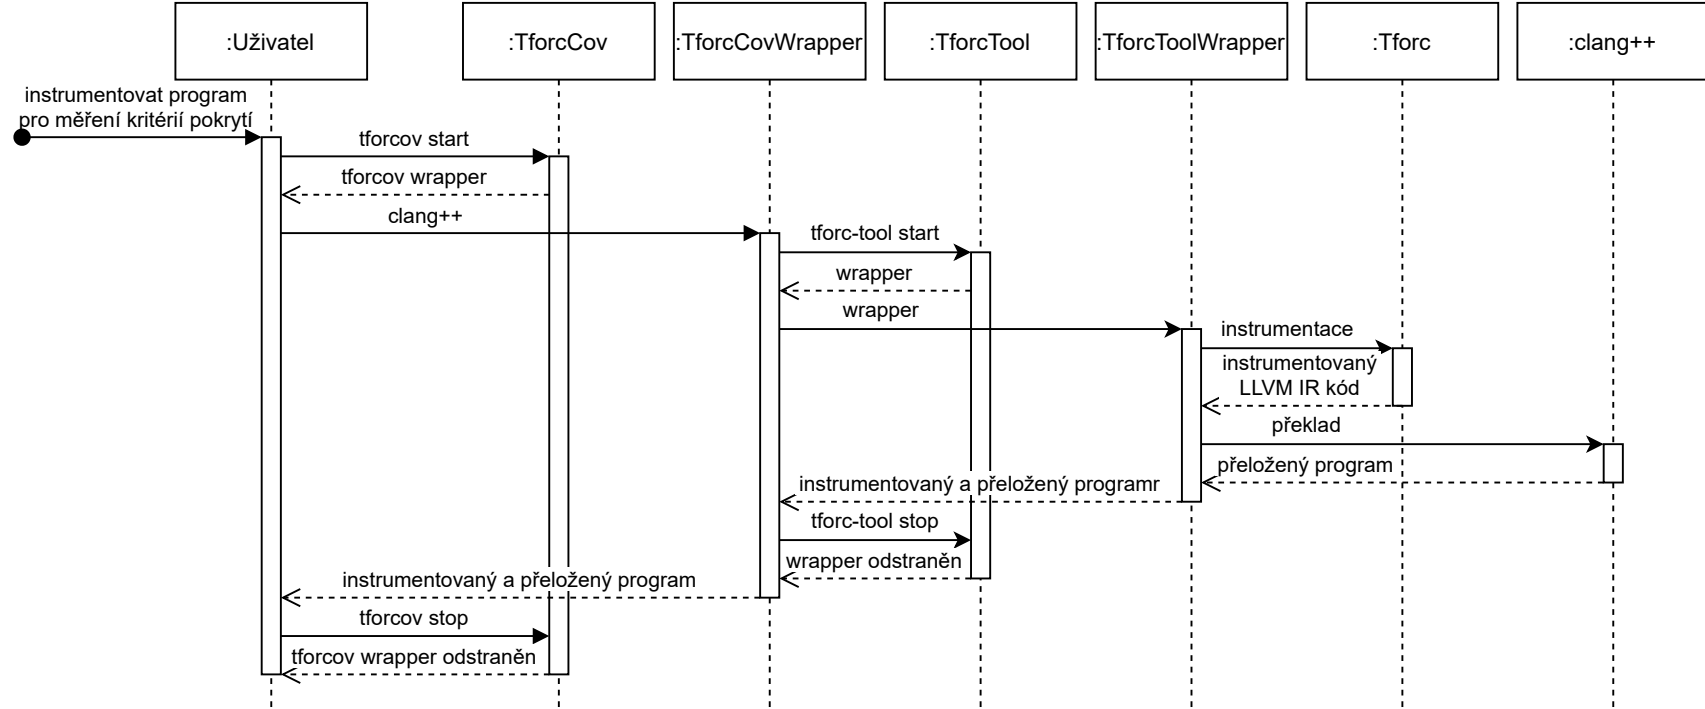 :Uživatel
:TforcCov
:TforcCovWrapper
:TforcTool
:TforcToolWrapper
:Tforc
:clang++
instrumentovat program
pro měření kritérií pokrytí
tforcov start
tforcov wrapper
clang++
tforc-tool start
wrapper
wrapper
instrumentace
instrumentovaný
LLVM IR kód
překlad
přeložený program
instrumentovaný a přeložený programr
tforc-tool stop
wrapper odstraněn
instrumentovaný a přeložený program
tforcov stop
tforcov wrapper odstraněn